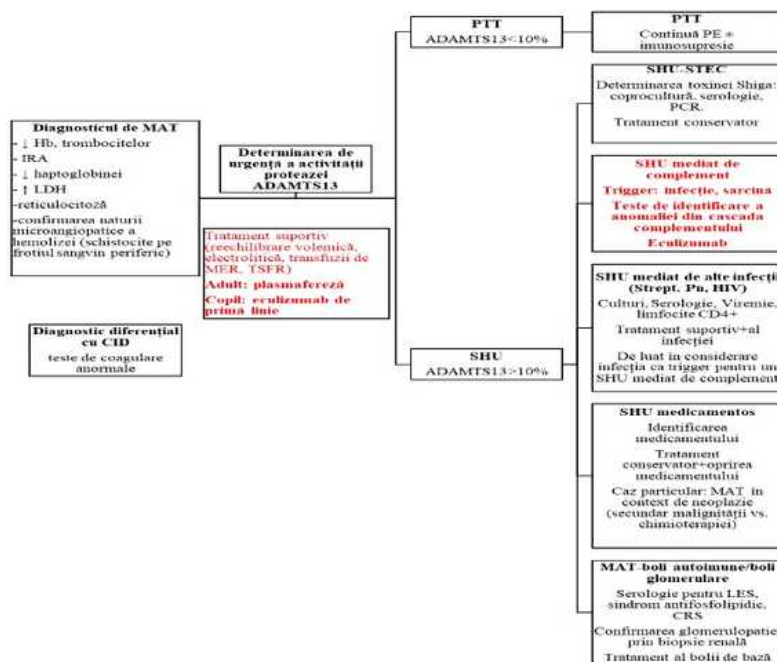 Diagnosticul de MAT
- ↓ Hb, trombocitelor
- IRA
- ↓ haptoglobinei
- ↑ LDH
-reticulocitoză
-confirmarea naturii
microangiopatice a
hemolizei (schistocite pe
frotiul sangvin periferic)
Diagnostic diferențial
cu CID
teste de coagulare
anormale
Determinarea de
urgență a activității
proteazei
ADAMTS13
Tratament suportiv
(reechilibrare volemică,
electrolitică, transfuzii de
MER, TSFR)
Adult: plasmafereză
Copil: eculizumab de
primă linie
PTT
ADAMTS13<10%
PTT
Continuă PE +
imunosupresie
SHU
ADAMTS13>10%
SHU-STEC
Determinarea toxinei Shiga:
coprocultură, serologie,
PCR.
Tratament conservator
SHU mediat de
complement
Trigger: infecție, sarcina
Teste de identificare a
anomaliei din cascada
complementului
Eculizumab
SHU mediat de alte infecții
(Strept. Pn, HIV)
Culturi, Serologie, Viremie,
limfocite CD4+
Tratament suportiv+al
infecției
De luat in considerare
infecția ca trigger pentru un
SHU mediat de complement
SHU medicamentos
Identificarea
medicamentului
Tratament
conservator+oprirea
medicamentului
Caz particular: MAT in
context de neoplazie
(secundar malignității vs.
chimioterapiei)
MAT-boli autoimune/boli
glomerulare
Serologie pentru LES,
sindrom antifosfolipidic,
CRS
Confirmarea glomerulopatiei
prin biopsie renală
Tratament al bolii de bază